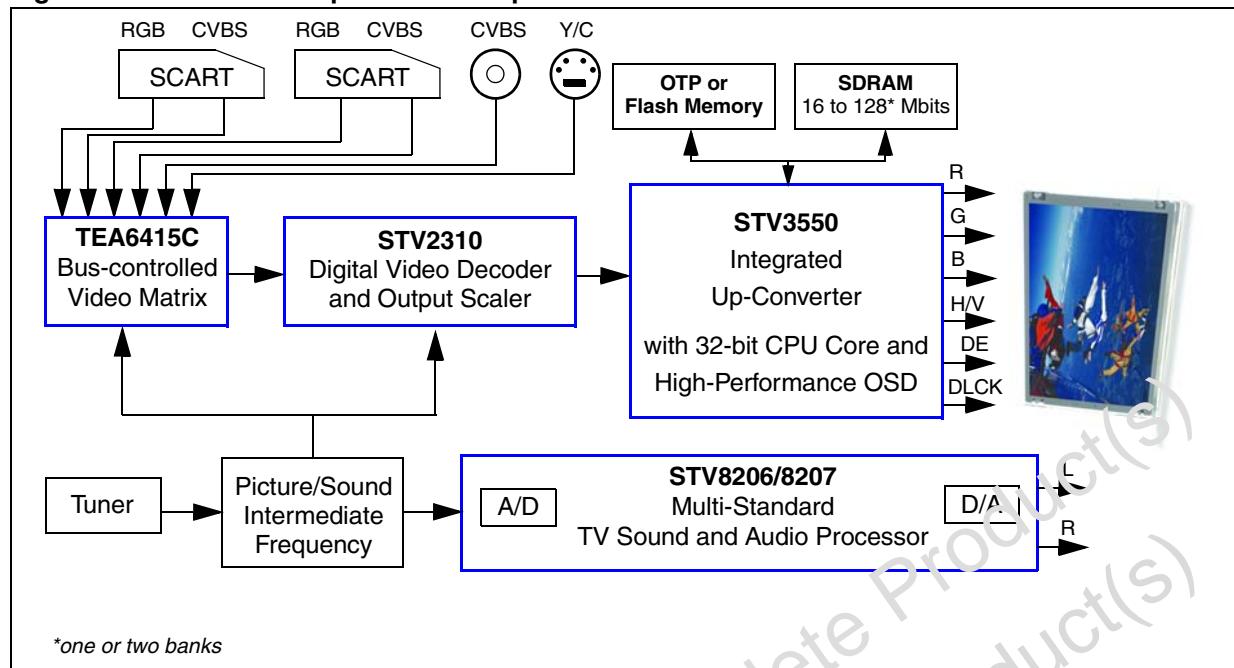 RGB CVBS RGB CVBS CVBS Y/C
SCART
SCART
OTP or
Flash Memory
SDRAM
16 to 128* Mbits
TEA6415C
Bus-controlled
Video Matrix
STV2310
Digital Video Decoder
and Output Scaler
STV3550
Integrated
Up-Converter
with 32-bit CPU Core and
High-Performance OSD
R
G
B
H/V
DE
DLCK
Tuner
Picture/Sound
Intermediate
Frequency
A/D
STV8206/8207
Multi-Standard
TV Sound and Audio Processor
D/A
L
R
*one or two banks
Product(s)